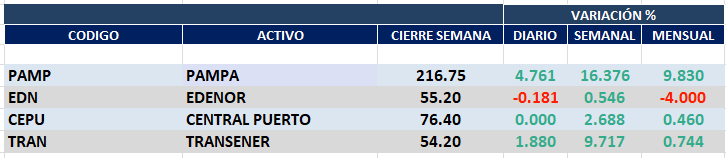 VARIACIÓN %
CODIGO ACTIVO CIERRE SEMANA DIARIO SEMANAL MENSUAL
PAMP PAMPA 216.75 4.761 16.376 9.830
EDN EDENOR 55.20 -0.181 0.546 -4.000
CEPU CENTRAL PUERTO 76.40 0.000 2.688 0.460
TRAN TRANSENER 54.20 1.880 9.717 0.744